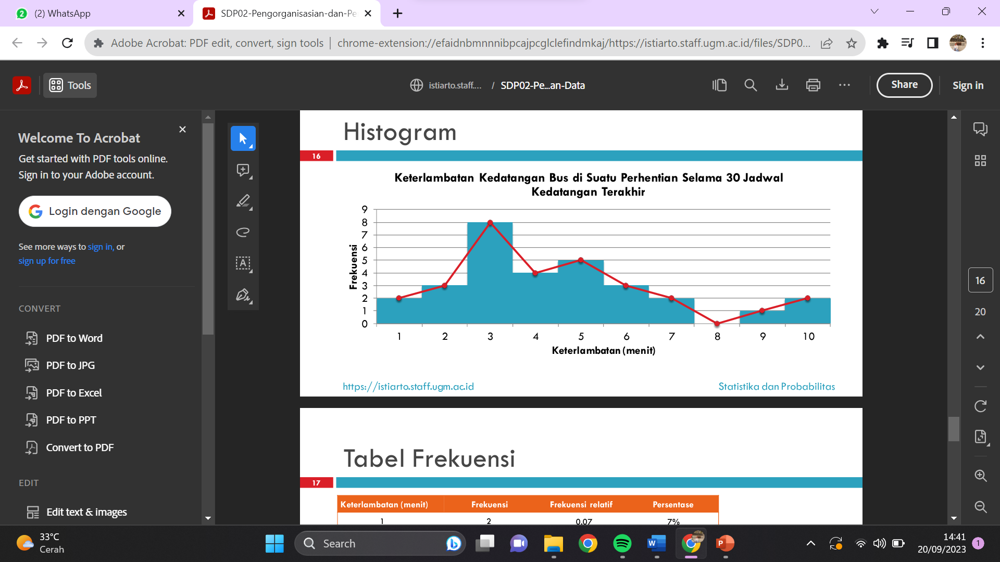 (2) WhatsApp
SDP02-Pengorganisasian-dan-Pe
Adobe Acrobat: PDF edit, convert, sign tools | chrome-extension://efaidnbmnnnibpcajpcglclefindmkaj/https://istiarto.staff.ugm.ac.id/files/SDP0...
Tools
istiarto.staff.... / SDP02-Pe...an-Data
Share
Sign in
Welcome To Acrobat
Get started with PDF tools online.
Sign in to your Adobe account.
Login dengan Google
See more ways to sign in, or
sign up for free
CONVERT
PDF to Word
PDF to JPG
PDF to Excel
PDF to PPT
Convert to PDF
EDIT
Edit text & images
Histogram
16
Keterlambatan Kedatangan Bus di Suatu Perhentian Selama 30 Jadwal
Kedatangan Terakhir
Frekuensi
9
8
7
6
5
4
3
2
1
0
1 2 3 4 5 6 7 8 9 10
Keterlambatan (menit)
https://istiarto.staff.ugm.ac.id
Statistika dan Probabilitas
Tabel Frekuensi
17
Keterlambatan (menit) Frekuensi Frekuensi relatif Persentase
1 2 0.07 7%
16
20
33°C
Cerah
Search
14:41
20/09/2023
1